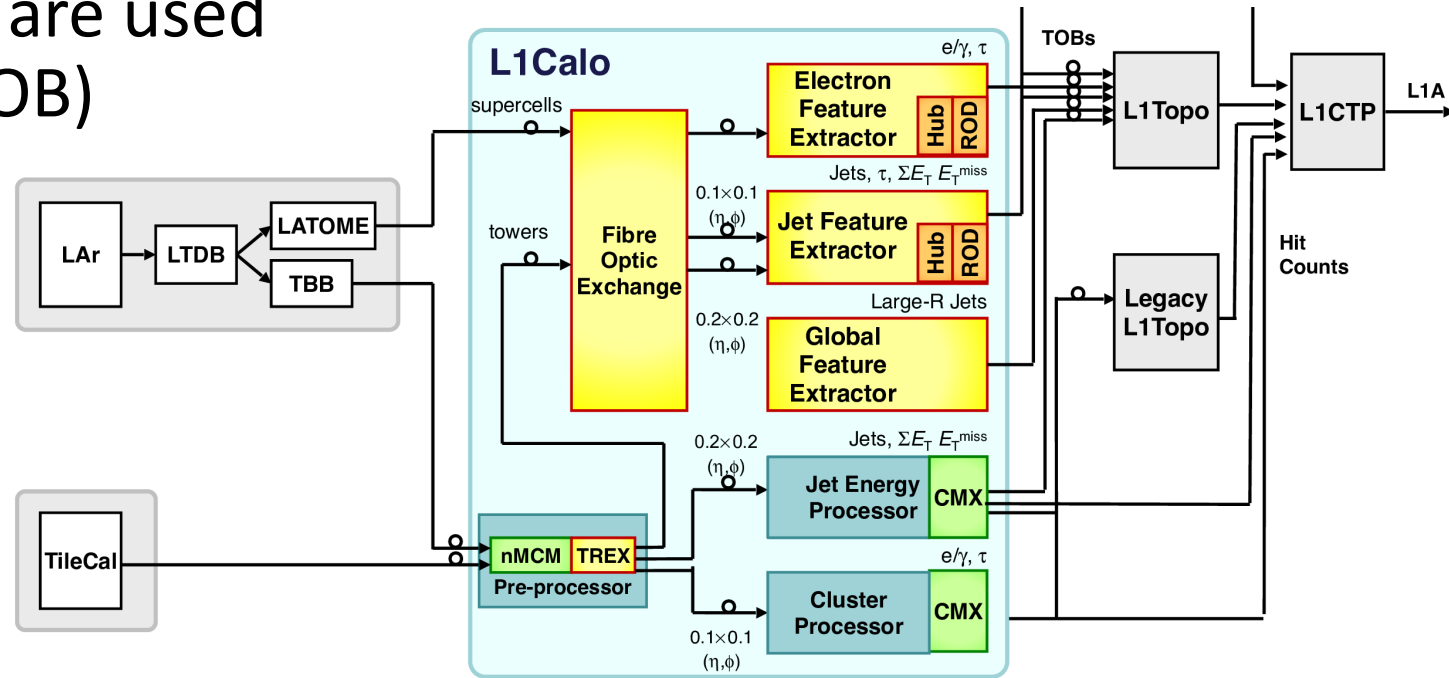 are used
OB)
L1Calo
supercells
towers
LAr
LTDB
LATOME
TBB
TileCal
Fibre
Optic
Exchange
e/γ, τ
Electron
Feature
Extractor
Hub
ROD
Jets, τ, ΣE_T E_T^miss
0.1×0.1
(η,φ)
Jet Feature
Extractor
Hub
ROD
Large-R Jets
0.2×0.2
(η,φ)
Global
Feature
Extractor
Jets, ΣE_T E_T^miss
0.2×0.2
(η,φ)
Jet Energy
Processor
CMX
nMCM
TREX
Pre-processor
e/γ, τ
Cluster
Processor
CMX
0.1×0.1
(η,φ)
TOBs
L1Topo
L1CTP
L1A
Hit
Counts
Legacy
L1Topo